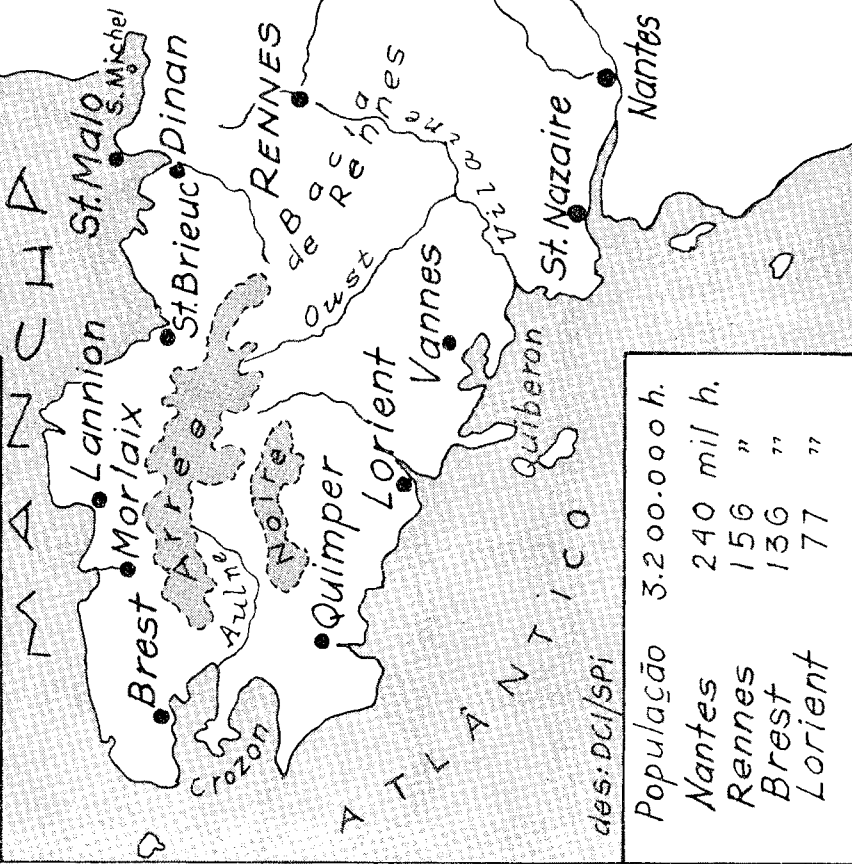 MANCHA
St. Malo
S. Michel
Dinan
St. Brieuc
Lannion
Morlaix
Brest
Arrée
Aulne
Noire
Crozon
Quimper
Lorient
Quiberon
Vannes
Oust
RENNES
Bacía
de Rennes
Vilaine
St. Nazaire
Nantes
ATLÂNTICO
des: DCI/SPi
População 3.200.000 h.
Nantes 240 mil h.
Rennes 156 "
Brest 136 "
Lorient 77 "